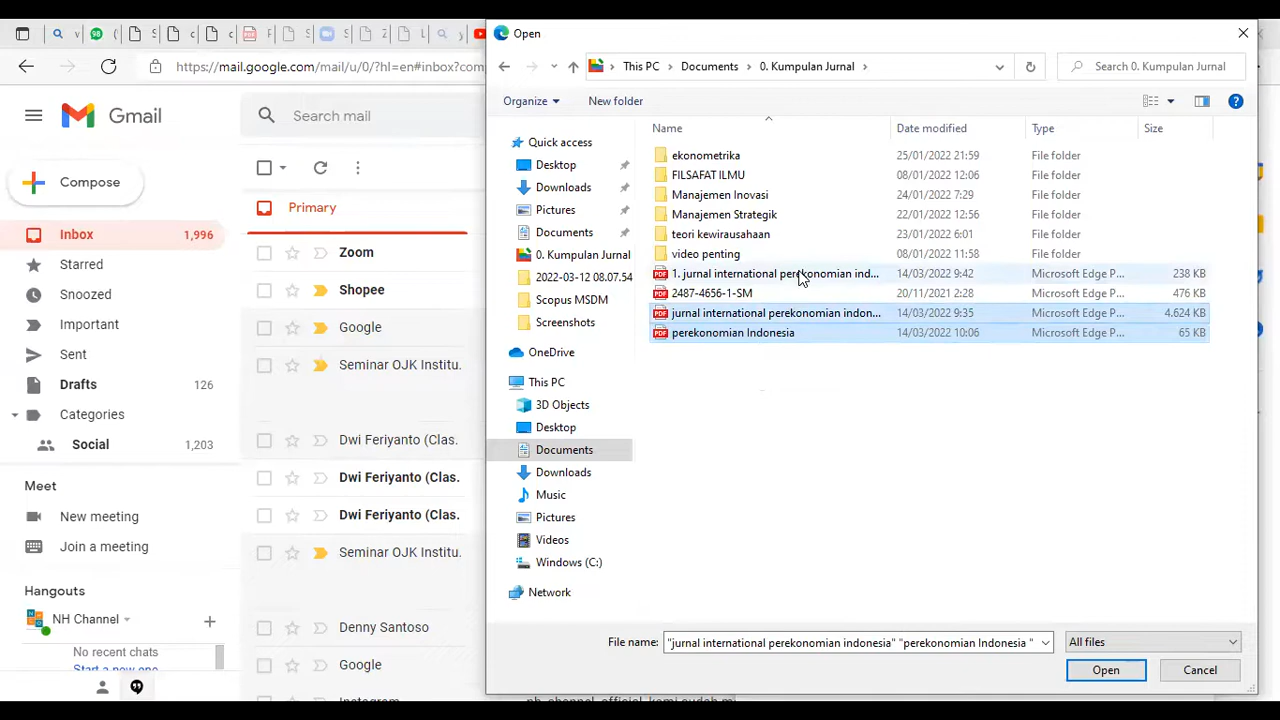 Open
https://mail.google.com/mail/u/0/?hl=en#inbox?comp
This PC > Documents > 0. Kumpulan Jurnal >
Search 0. Kumpulan Jurnal
Organize
New folder
Gmail
Search mail
Compose
Inbox 1,996
Starred
Snoozed
Important
Sent
Drafts 126
Categories
Social 1,203
Meet
New meeting
Join a meeting
Hangouts
NH Channel
No recent chats
Start a new one
Primary
Zoom
Shopee
Google
Seminar OJK Institu.
Dwi Feriyanto (Clas.
Dwi Feriyanto (Clas.
Dwi Feriyanto (Clas.
Seminar OJK Institu.
Denny Santoso
Google
Instagram
Quick access
Desktop
Downloads
Pictures
Documents
0. Kumpulan Jurnal
2022-03-12 08.07.54
Scopus MSDM
Screenshots
OneDrive
This PC
3D Objects
Desktop
Documents
Downloads
Music
Pictures
Videos
Windows (C:)
Network
Name Date modified Type Size
ekonometrika 25/01/2022 21:59 File folder
FILSAFAT ILMU 08/01/2022 12:06 File folder
Manajemen Inovasi 24/01/2022 7:29 File folder
Manajemen Strategik 22/01/2022 12:56 File folder
teori kewirausahaan 23/01/2022 6:01 File folder
video penting 08/01/2022 11:58 File folder
1. jurnal international perekonomian ind... 14/03/2022 9:42 Microsoft Edge P... 238 KB
2487-4656-1-SM 20/11/2021 2:28 Microsoft Edge P... 476 KB
jurnal international perekonomian indon... 14/03/2022 9:35 Microsoft Edge P... 4.624 KB
perekonomian Indonesia 14/03/2022 10:06 Microsoft Edge P... 65 KB
File name: "jurnal international perekonomian indonesia" "perekonomian Indonesia "
All files
Open
Cancel